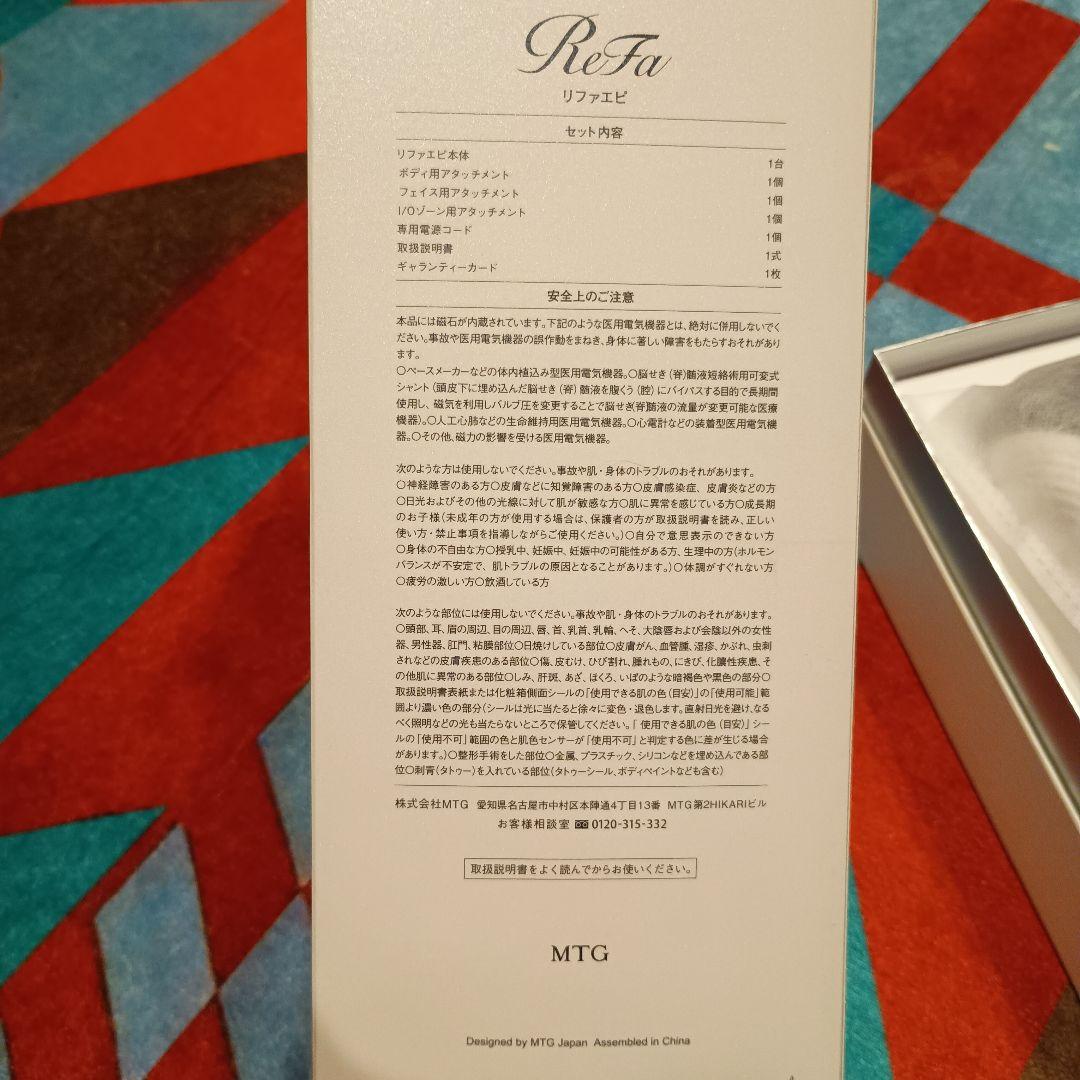 ReFa
リファエピ
セット内容
リファエピ本体 1台
ボディ用アタッチメント 1個
フェイス用アタッチメント 1個
I/Oゾーン用アタッチメント 1個
専用電源コード 1個
取扱説明書 1式
ギャランティーカード 1枚
安全上のご注意
本品には磁石が内蔵されています。下記のような医用電気機器とは、絶対に併用しないでく
ださい。事故や医用電気機器の誤作動をまねき、身体に著しい障害をもたらすおそれがあり
ます。
○ペースメーカーなどの体内植込み型医用電気機器。○脳せき（脊）髄液短絡術用可変式
シャント（頭皮下に埋め込んだ脳せき（脊）髄液を腹くう（腔）にバイパスする目的で長期間
使用し、磁気を利用しバルブ圧を変更することで脳せき（脊）髄液の流量が変更可能な医療
機器）。○人工心肺などの生命維持用医用電気機器。○心電計などの装着型医用電気機
器。○その他、磁力の影響を受ける医用電気機器。
次のような方は使用しないでください。事故や肌・身体のトラブルのおそれがあります。
○神経障害のある方○皮膚などに知覚障害のある方○皮膚感染症、皮膚炎などの方
○日光およびその他の光線に対して肌が敏感な方○肌に異常を感じている方○成長期
のお子様（未成年の方が使用する場合は、保護者の方が取扱説明書を読み、正しい
使い方・禁止事項を指導しながらご使用ください。）○自分で意思表示のできない方
○身体の不自由な方○授乳中、妊娠中、妊娠中の可能性がある方、生理中の方（ホルモン
バランスが不安定で、肌トラブルの原因となることがあります。）○体調がすぐれない方
○疲労の激しい方○飲酒している方
次のような部位には使用しないでください。事故や肌・身体のトラブルのおそれがあります。
○頭部、耳、眉の周辺、目の周辺、唇、首、乳首、乳輪、へそ、大陰唇および会陰以外の女性
器、男性器、肛門、粘膜部位○日焼けしている部位○皮膚がん、血管腫、湿疹、かぶれ、虫刺
されなどの皮膚疾患のある部位○傷、皮むけ、ひび割れ、腫れもの、にきび、化膿性疾患、そ
の他肌に異常のある部位○しみ、肝斑、あざ、ほくろ、いぼのような暗褐色や黒色の部分○
取扱説明書表紙または化粧箱側面シールの「使用できる肌の色（目安）」の「使用可能」範
囲より濃い色の部分（シールは光に当たると徐々に変色・退色します。直射日光を避け、なる
べく照明などの光も当たらないところで保管してください。「使用できる肌の色（目安）」シー
ルの「使用不可」範囲の色と肌色センサーが「使用不可」と判定する色に差が生じる場合
があります。）○整形手術をした部位○金属、プラスチック、シリコンなどを埋め込んである部
位○刺青（タトゥー）を入れている部位（タトゥーシール、ボディペイントなども含む）
株式会社MTG 愛知県名古屋市中村区本陣通4丁目13番 MTG第2HIKARIビル
お客様相談室 0120-315-332
取扱説明書をよく読んでからお使いください。
MTG
Designed by MTG Japan Assembled in China